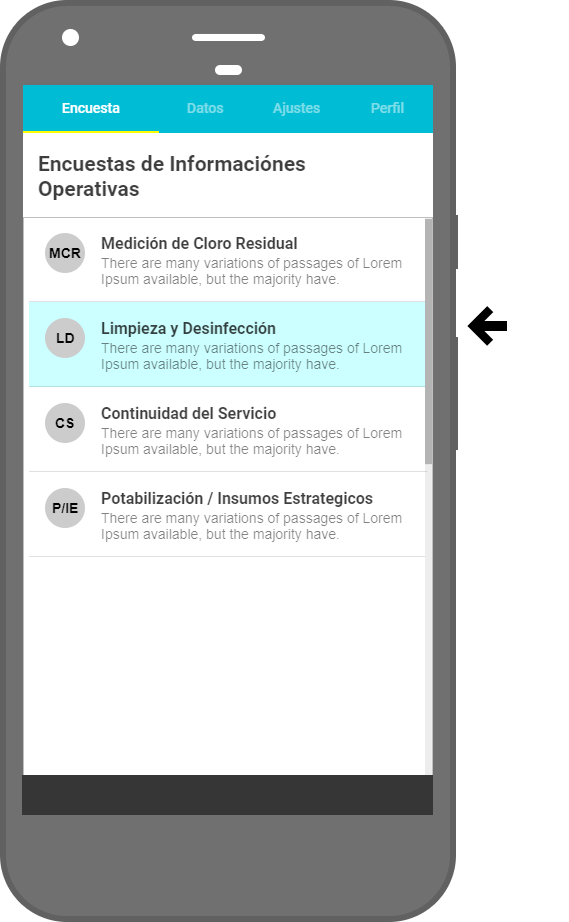 Encuesta Datos Ajustes Perfil
Encuestas de Informaciónes
Operativas
MCR
Medición de Cloro Residual
There are many variations of passages of Lorem
Ipsum available, but the majority have.
LD
Limpieza y Desinfección
There are many variations of passages of Lorem
Ipsum available, but the majority have.
CS
Continuidad del Servicio
There are many variations of passages of Lorem
Ipsum available, but the majority have.
P/IE
Potabilización / Insumos Estrategicos
There are many variations of passages of Lorem
Ipsum available, but the majority have.